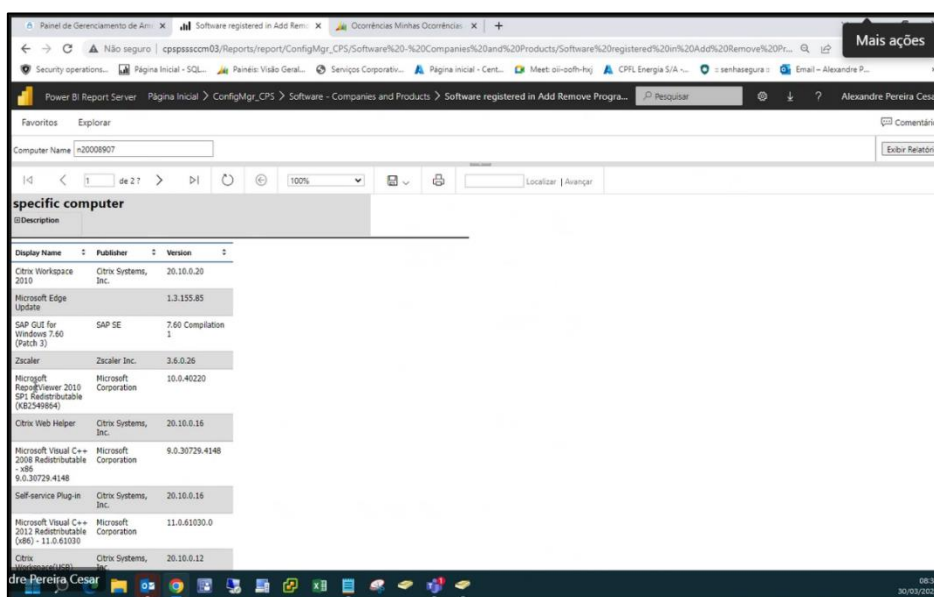 Painel de Gerenciamento de Am
Software registered in Add Remo
Ocorrências Minhas Ocorrências
Mais ações
Não seguro
cpspssccm03/Reports/report/ConfigMgr_CPS/Software%20-%20Companies%20and%20Products/Software%20registered%20in%20Add%20Remove%20Pr...
Security operations...
Página Inicial - SQL...
Painéis: Visão Geral...
Serviços Corporativ...
Página inicial - Cent...
Meet: oii-oofh-hxj
CPFL Energia S/A -...
:: senhasegura ::
Email – Alexandre P...
Power BI Report Server
Página Inicial > ConfigMgr_CPS > Software - Companies and Products > Software registered in Add Remove Progra...
Pesquisar
?
Alexandre Pereira Cesa
Favoritos
Explorar
Comentári
Computer Name
n20008907
Exibir Relatóri
1 de 2 ?
100%
Localizar | Avançar
specific computer
Description
Display Name
Publisher
Version
Citrix Workspace
2010
Citrix Systems,
Inc.
20.10.0.20
Microsoft Edge
Update
1.3.155.85
SAP GUI for
Windows 7.60
(Patch 3)
SAP SE
7.60 Compilation
1
Zscaler
Zscaler Inc.
3.6.0.26
Microsoft
ReportViewer 2010
SP1 Redistributable
(KB2549864)
Microsoft
Corporation
10.0.40220
Citrix Web Helper
Citrix Systems,
Inc.
20.10.0.16
Microsoft Visual C++
2008 Redistributable
- x86
9.0.30729.4148
Microsoft
Corporation
9.0.30729.4148
Self-service Plug-in
Citrix Systems,
Inc.
20.10.0.16
Microsoft Visual C++
2012 Redistributable
(x86) - 11.0.61030
Microsoft
Corporation
11.0.61030.0
Citrix
Workspace(USB)
Citrix Systems,
Inc.
20.10.0.12
dre Pereira Cesar
08:3
30/03/202